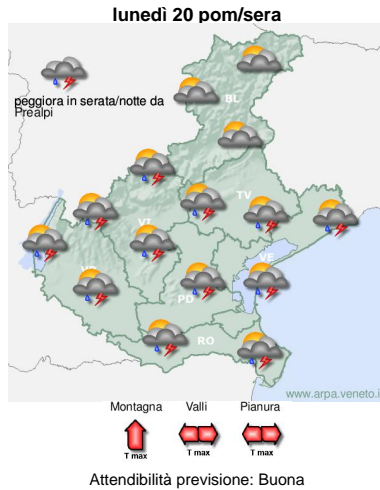 lunedì 20 pom/sera
peggiora in serata/notte da
Prealpi
BL
TV
VI
VE
PD
RO
www.arpa.veneto.i
Montagna Valli Pianura
T max T max T max
Attendibilità previsione: Buona